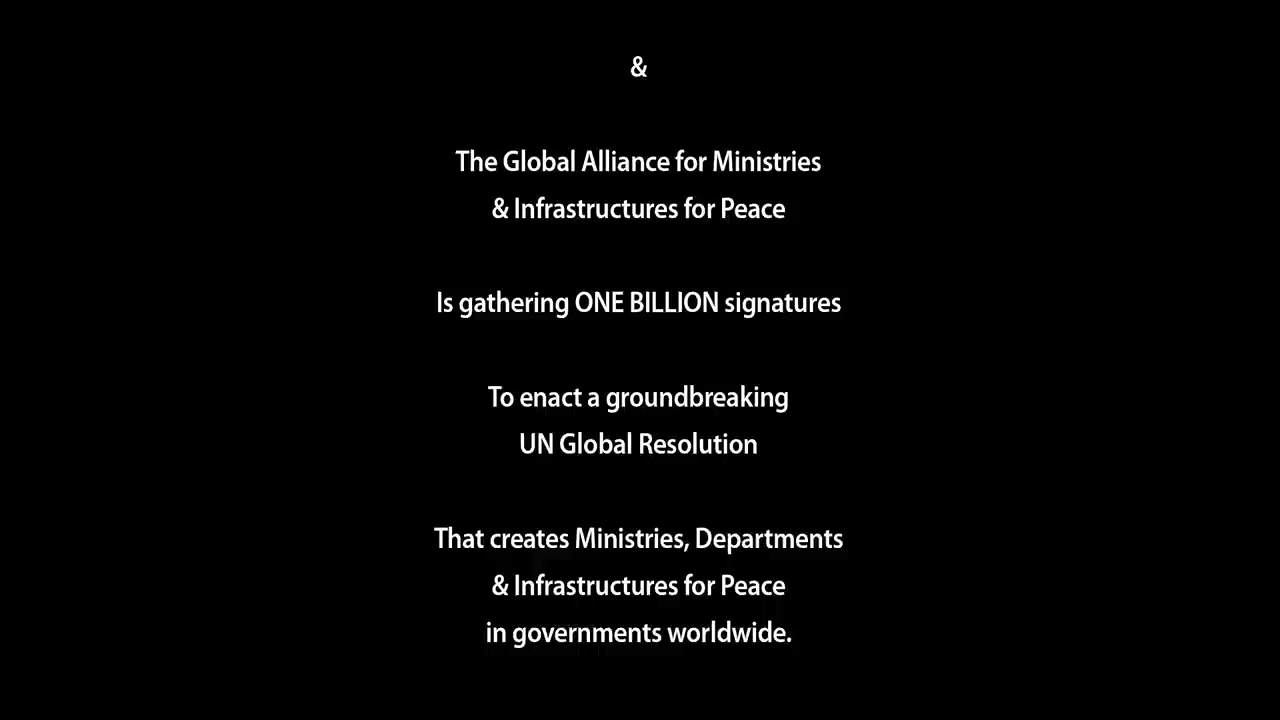 &
The Global Alliance for Ministries
& Infrastructures for Peace
Is gathering ONE BILLION signatures
To enact a groundbreaking
UN Global Resolution
That creates Ministries, Departments
& Infrastructures for Peace
in governments worldwide.